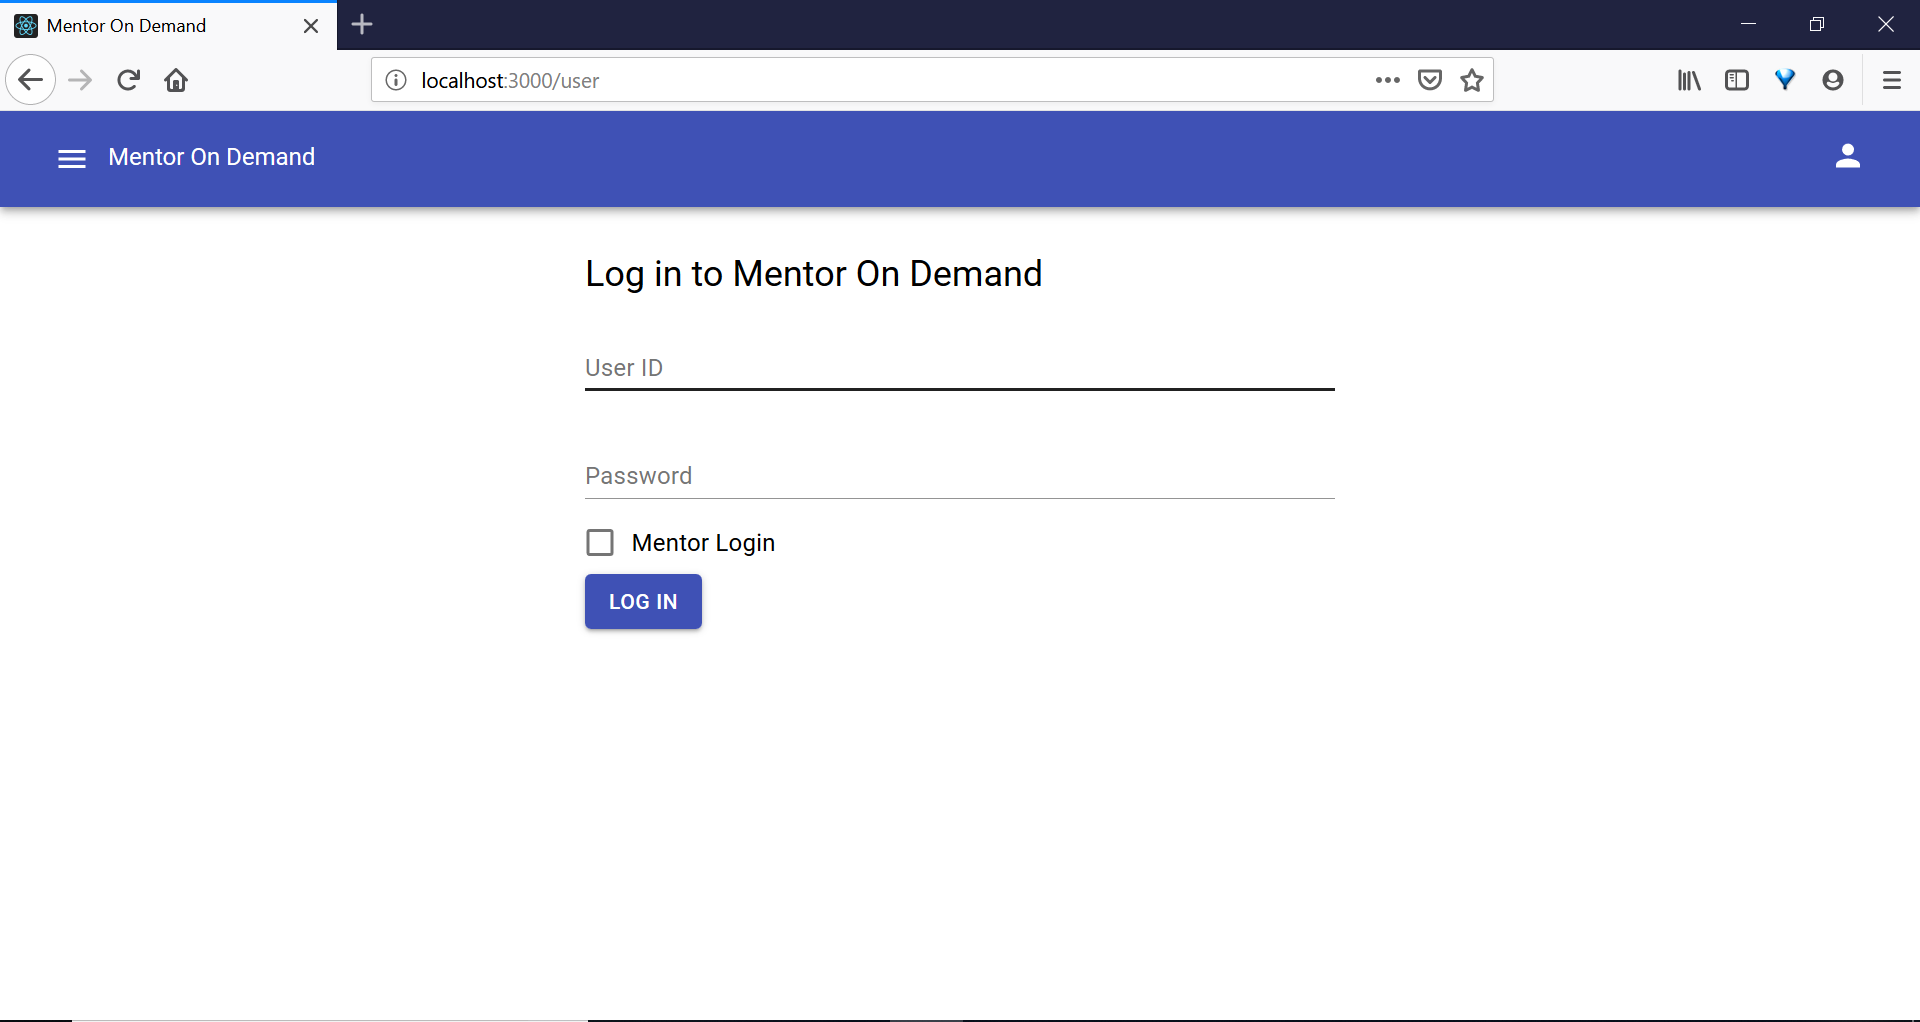 Mentor On Demand
localhost:3000/user
Mentor On Demand
Log in to Mentor On Demand
User ID
Password
Mentor Login
LOG IN